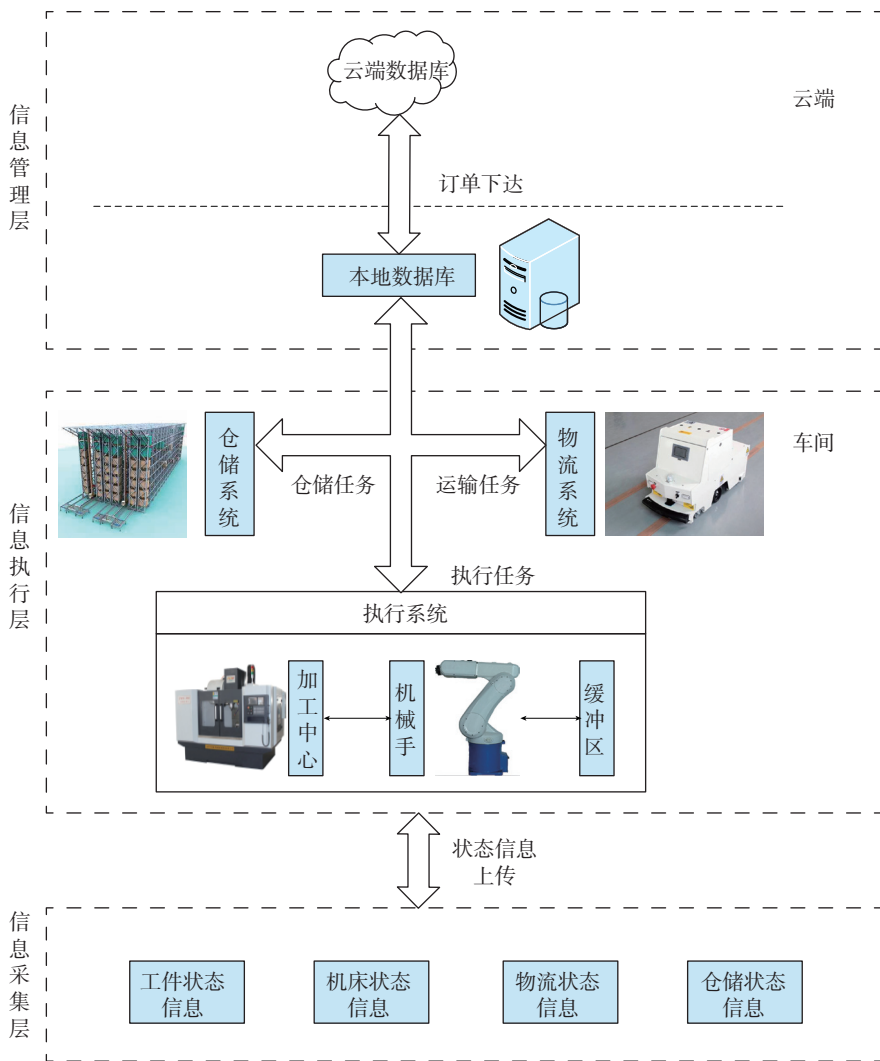 信息管理层
云端数据库
云端
订单下达
本地数据库
信息执行层
仓储系统
物流系统
车间
仓储任务
运输任务
执行任务
执行系统
加工中心
机械手
缓冲区
状态信息
上传
信息采集层
工件状态
信息
机床状态
信息
物流状态
信息
仓储状态
信息